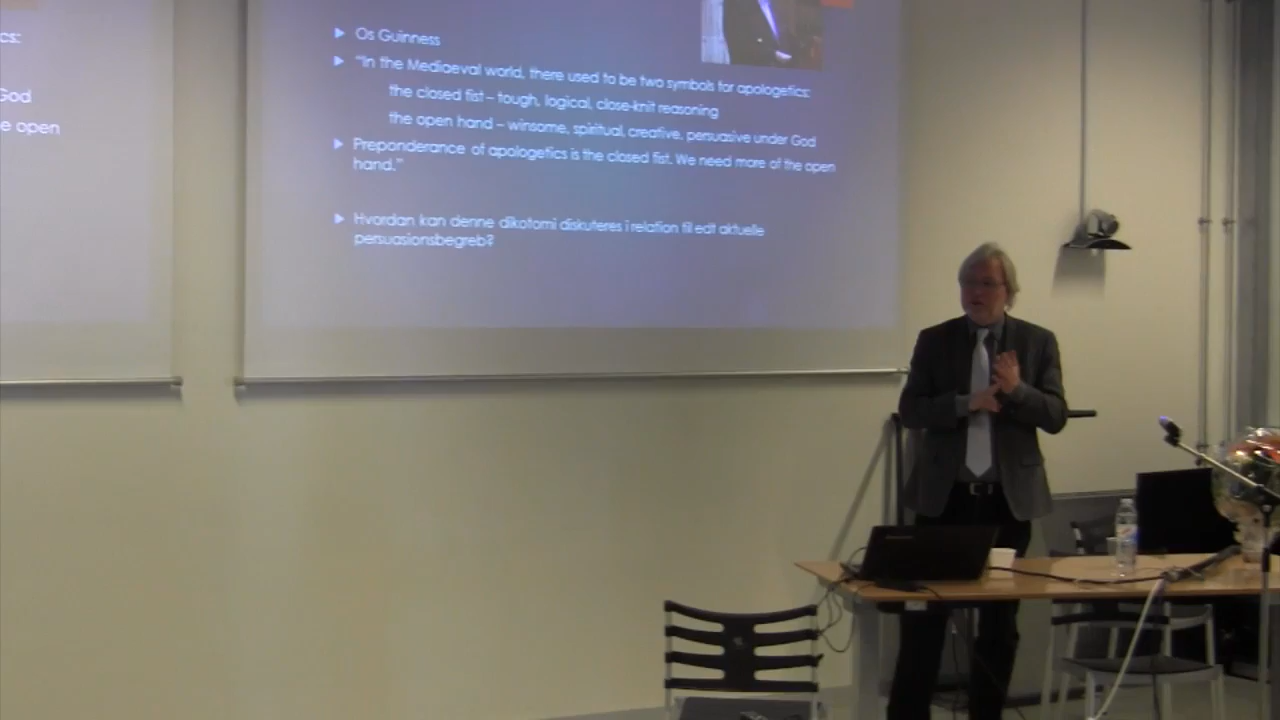 cs:
God
e open
Os Guinness
"In the Mediaeval world, there used to be two symbols for apologetics:
the closed fist – tough, logical, close-knit reasoning
the open hand – winsome, spiritual, creative, persuasive under God
Preponderance of apologetics is the closed fist. We need more of the open
hand."
Hvordan kan denne dikotomi diskuteres i relation til edt aktuelle
persuasionsbegreb?